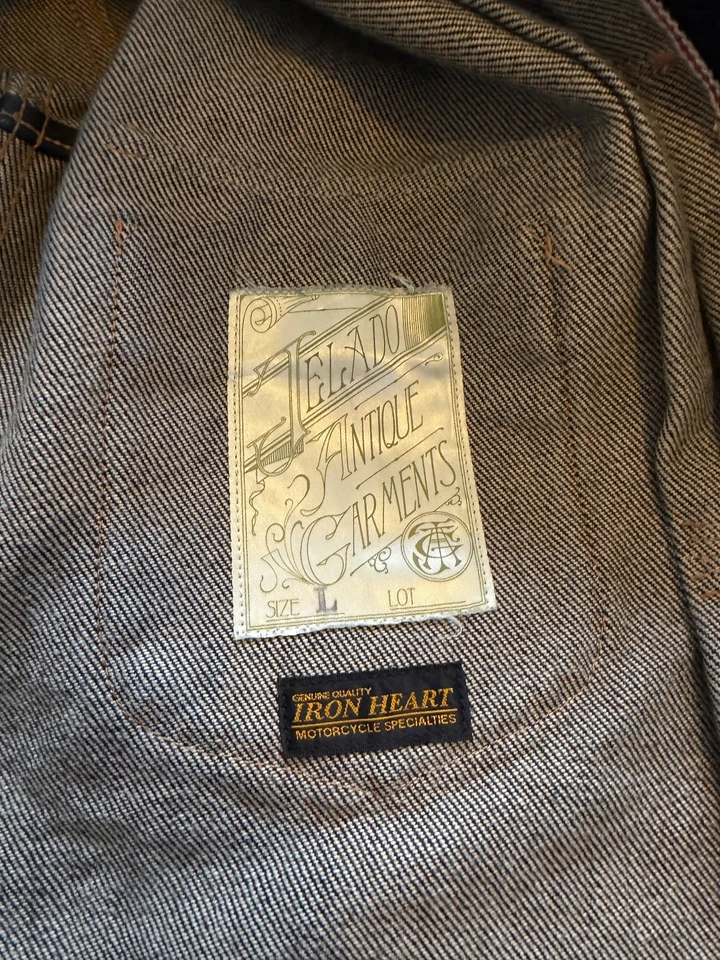 JELADO
ANTIQUE
GARMENTS
SIZE L LOT
GENUINE QUALITY
IRON HEART
MOTORCYCLE SPECIALTIES